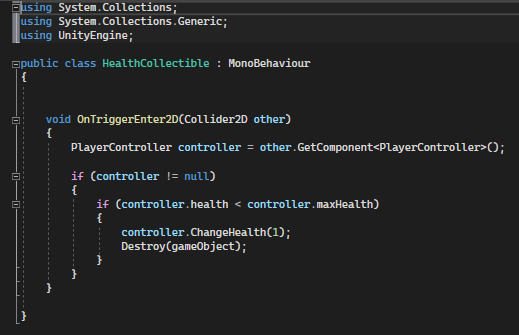 using System.Collections;
using System.Collections.Generic;
using UnityEngine;
public class HealthCollectible : MonoBehaviour
{
void OnTriggerEnter2D(Collider2D other)
{
PlayerController controller = other.GetComponent<PlayerController>();
if (controller != null)
{
if (controller.health < controller.maxHealth)
{
controller.ChangeHealth(1);
Destroy(gameObject);
}
}
}
}